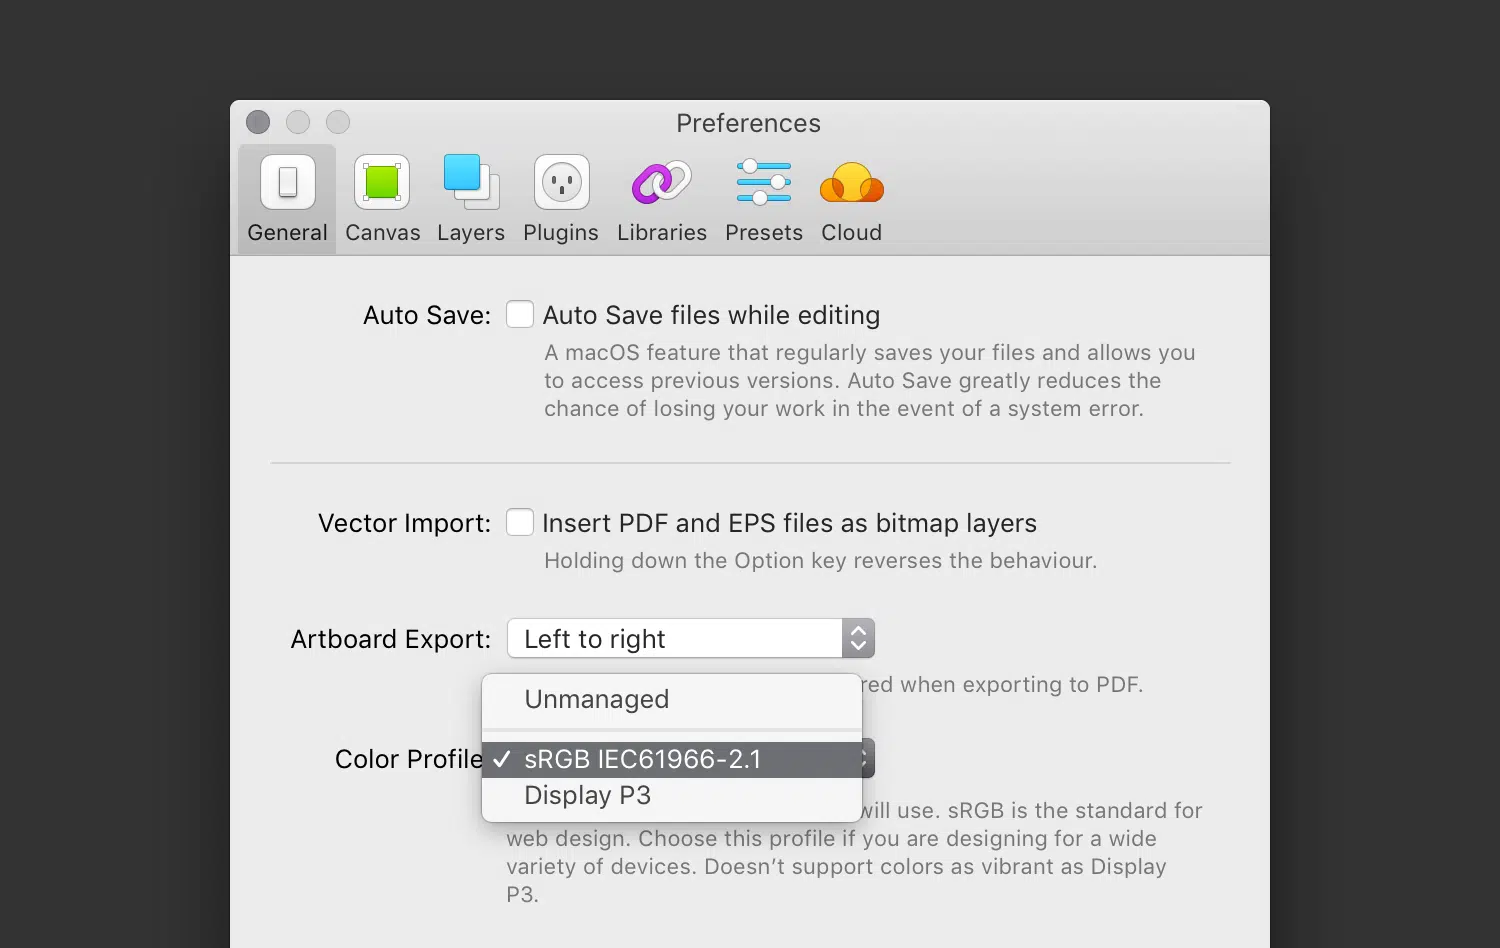 Preferences
General Canvas Layers Plugins Libraries Presets Cloud
Auto Save: Auto Save files while editing
A macOS feature that regularly saves your files and allows you
to access previous versions. Auto Save greatly reduces the
chance of losing your work in the event of a system error.
Vector Import: Insert PDF and EPS files as bitmap layers
Holding down the Option key reverses the behaviour.
Artboard Export: Left to right
when exporting to PDF.
Unmanaged
Color Profile ✓ sRGB IEC61966-2.1
Display P3
will use. sRGB is the standard for
web design. Choose this profile if you are designing for a wide
variety of devices. Doesn’t support colors as vibrant as Display
P3.